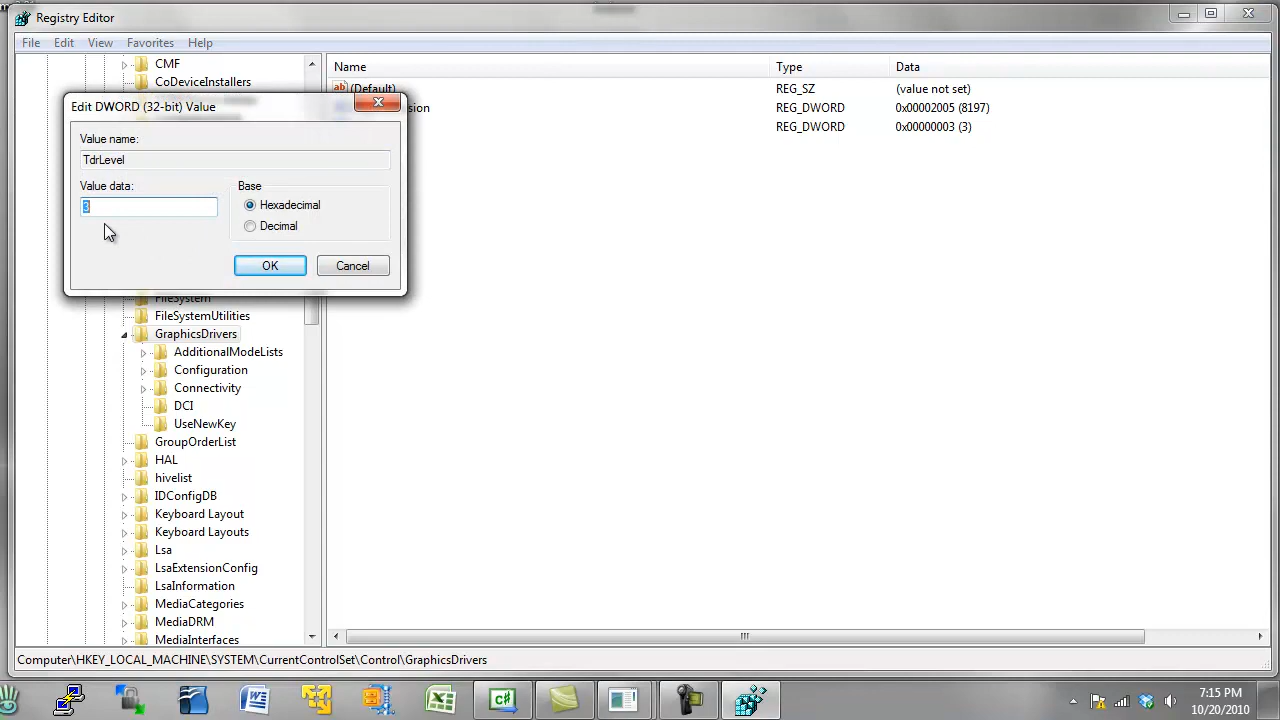 Registry Editor
File Edit View Favorites Help
CMF
CoDeviceInstallers
Name Type Data
(Default) REG_SZ (value not set)
REG_DWORD 0x00002005 (8197)
REG_DWORD 0x00000003 (3)
Edit DWORD (32-bit) Value
Value name:
TdrLevel
Value data:
3
Base
Hexadecimal
Decimal
OK
Cancel
FileSystem
FileSystemUtilities
GraphicsDrivers
AdditionalModeLists
Configuration
Connectivity
DCI
UseNewKey
GroupOrderList
HAL
hivelist
IDConfigDB
Keyboard Layout
Keyboard Layouts
Lsa
LsaExtensionConfig
LsaInformation
MediaCategories
MediaDRM
MediaInterfaces
Computer\HKEY_LOCAL_MACHINE\SYSTEM\CurrentControlSet\Control\GraphicsDrivers
7:15 PM
10/20/2010